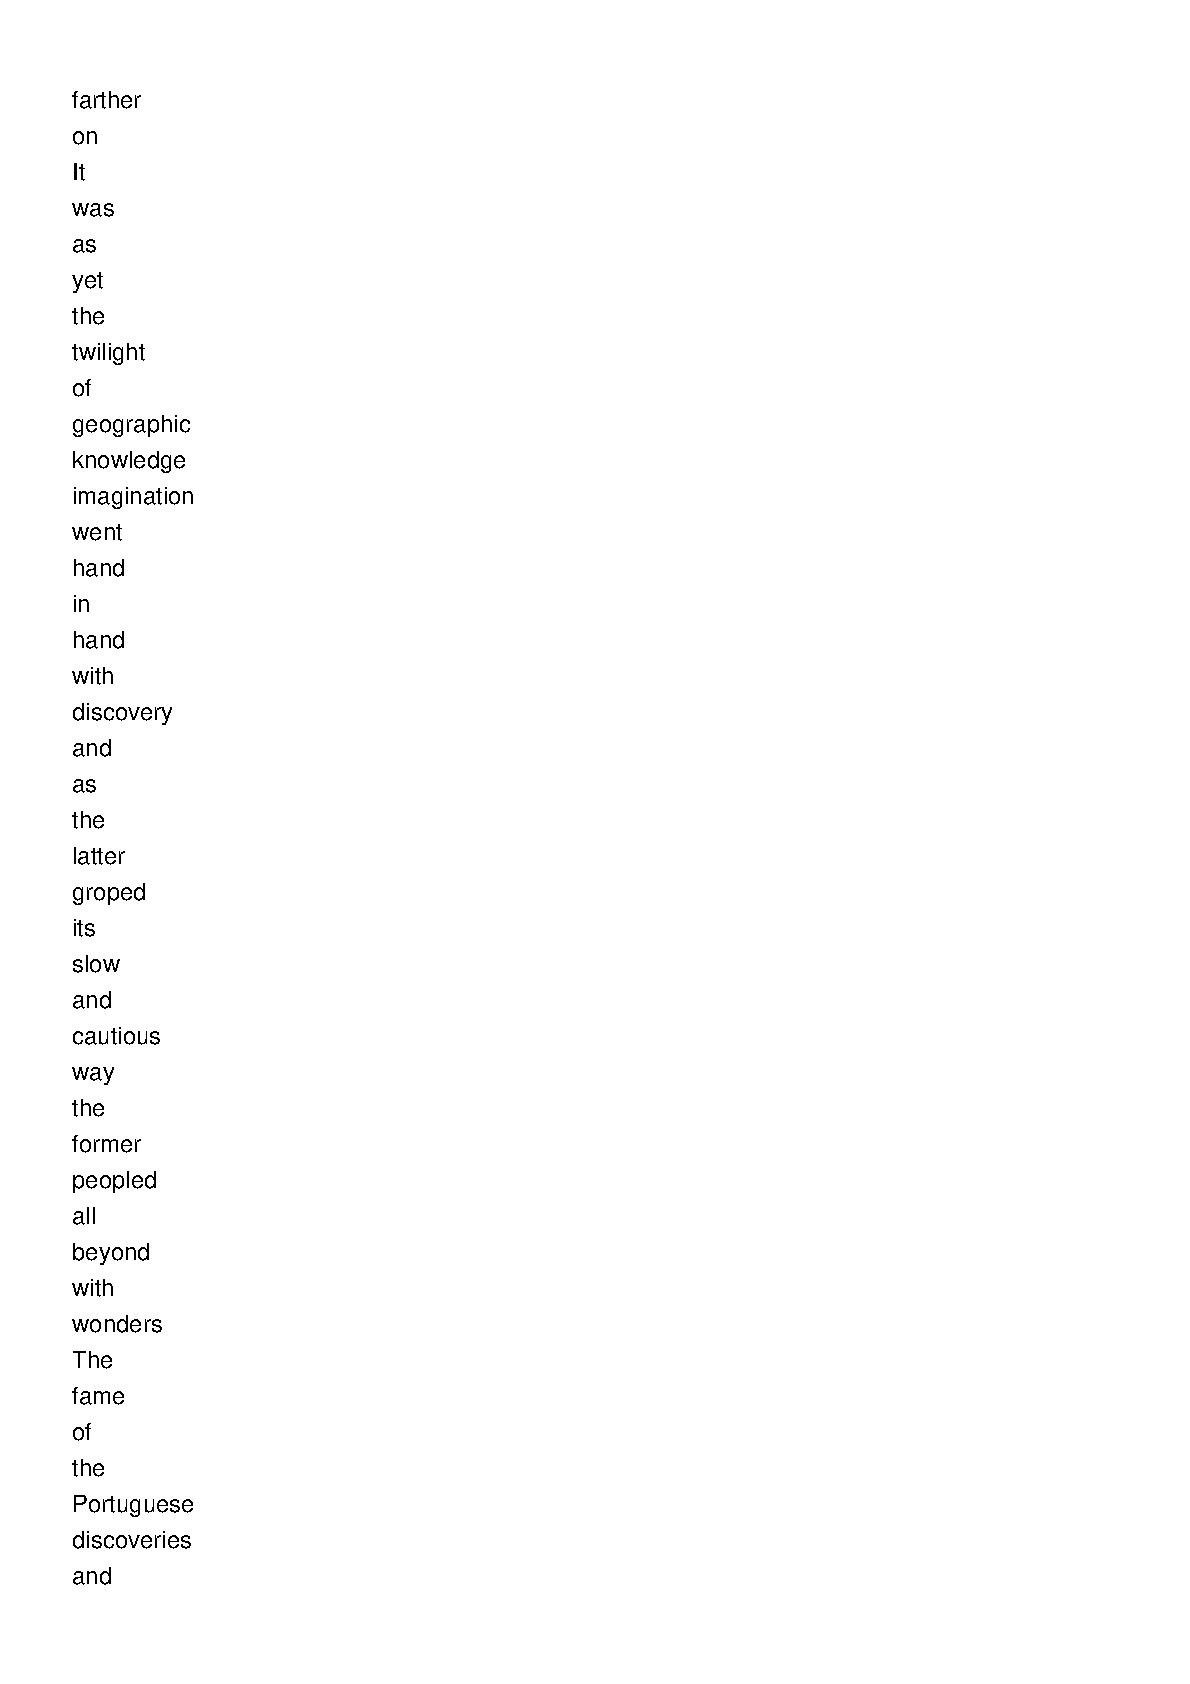 farther
on
It
was
as
yet
the
twilight
of
geographic
knowledge
imagination
went
hand
in
hand
with
discovery
and
as
the
latter
groped
its
slow
and
cautious
way
the
former
peopled
all
beyond
with
wonders
The
fame
of
the
Portuguese
discoveries
and